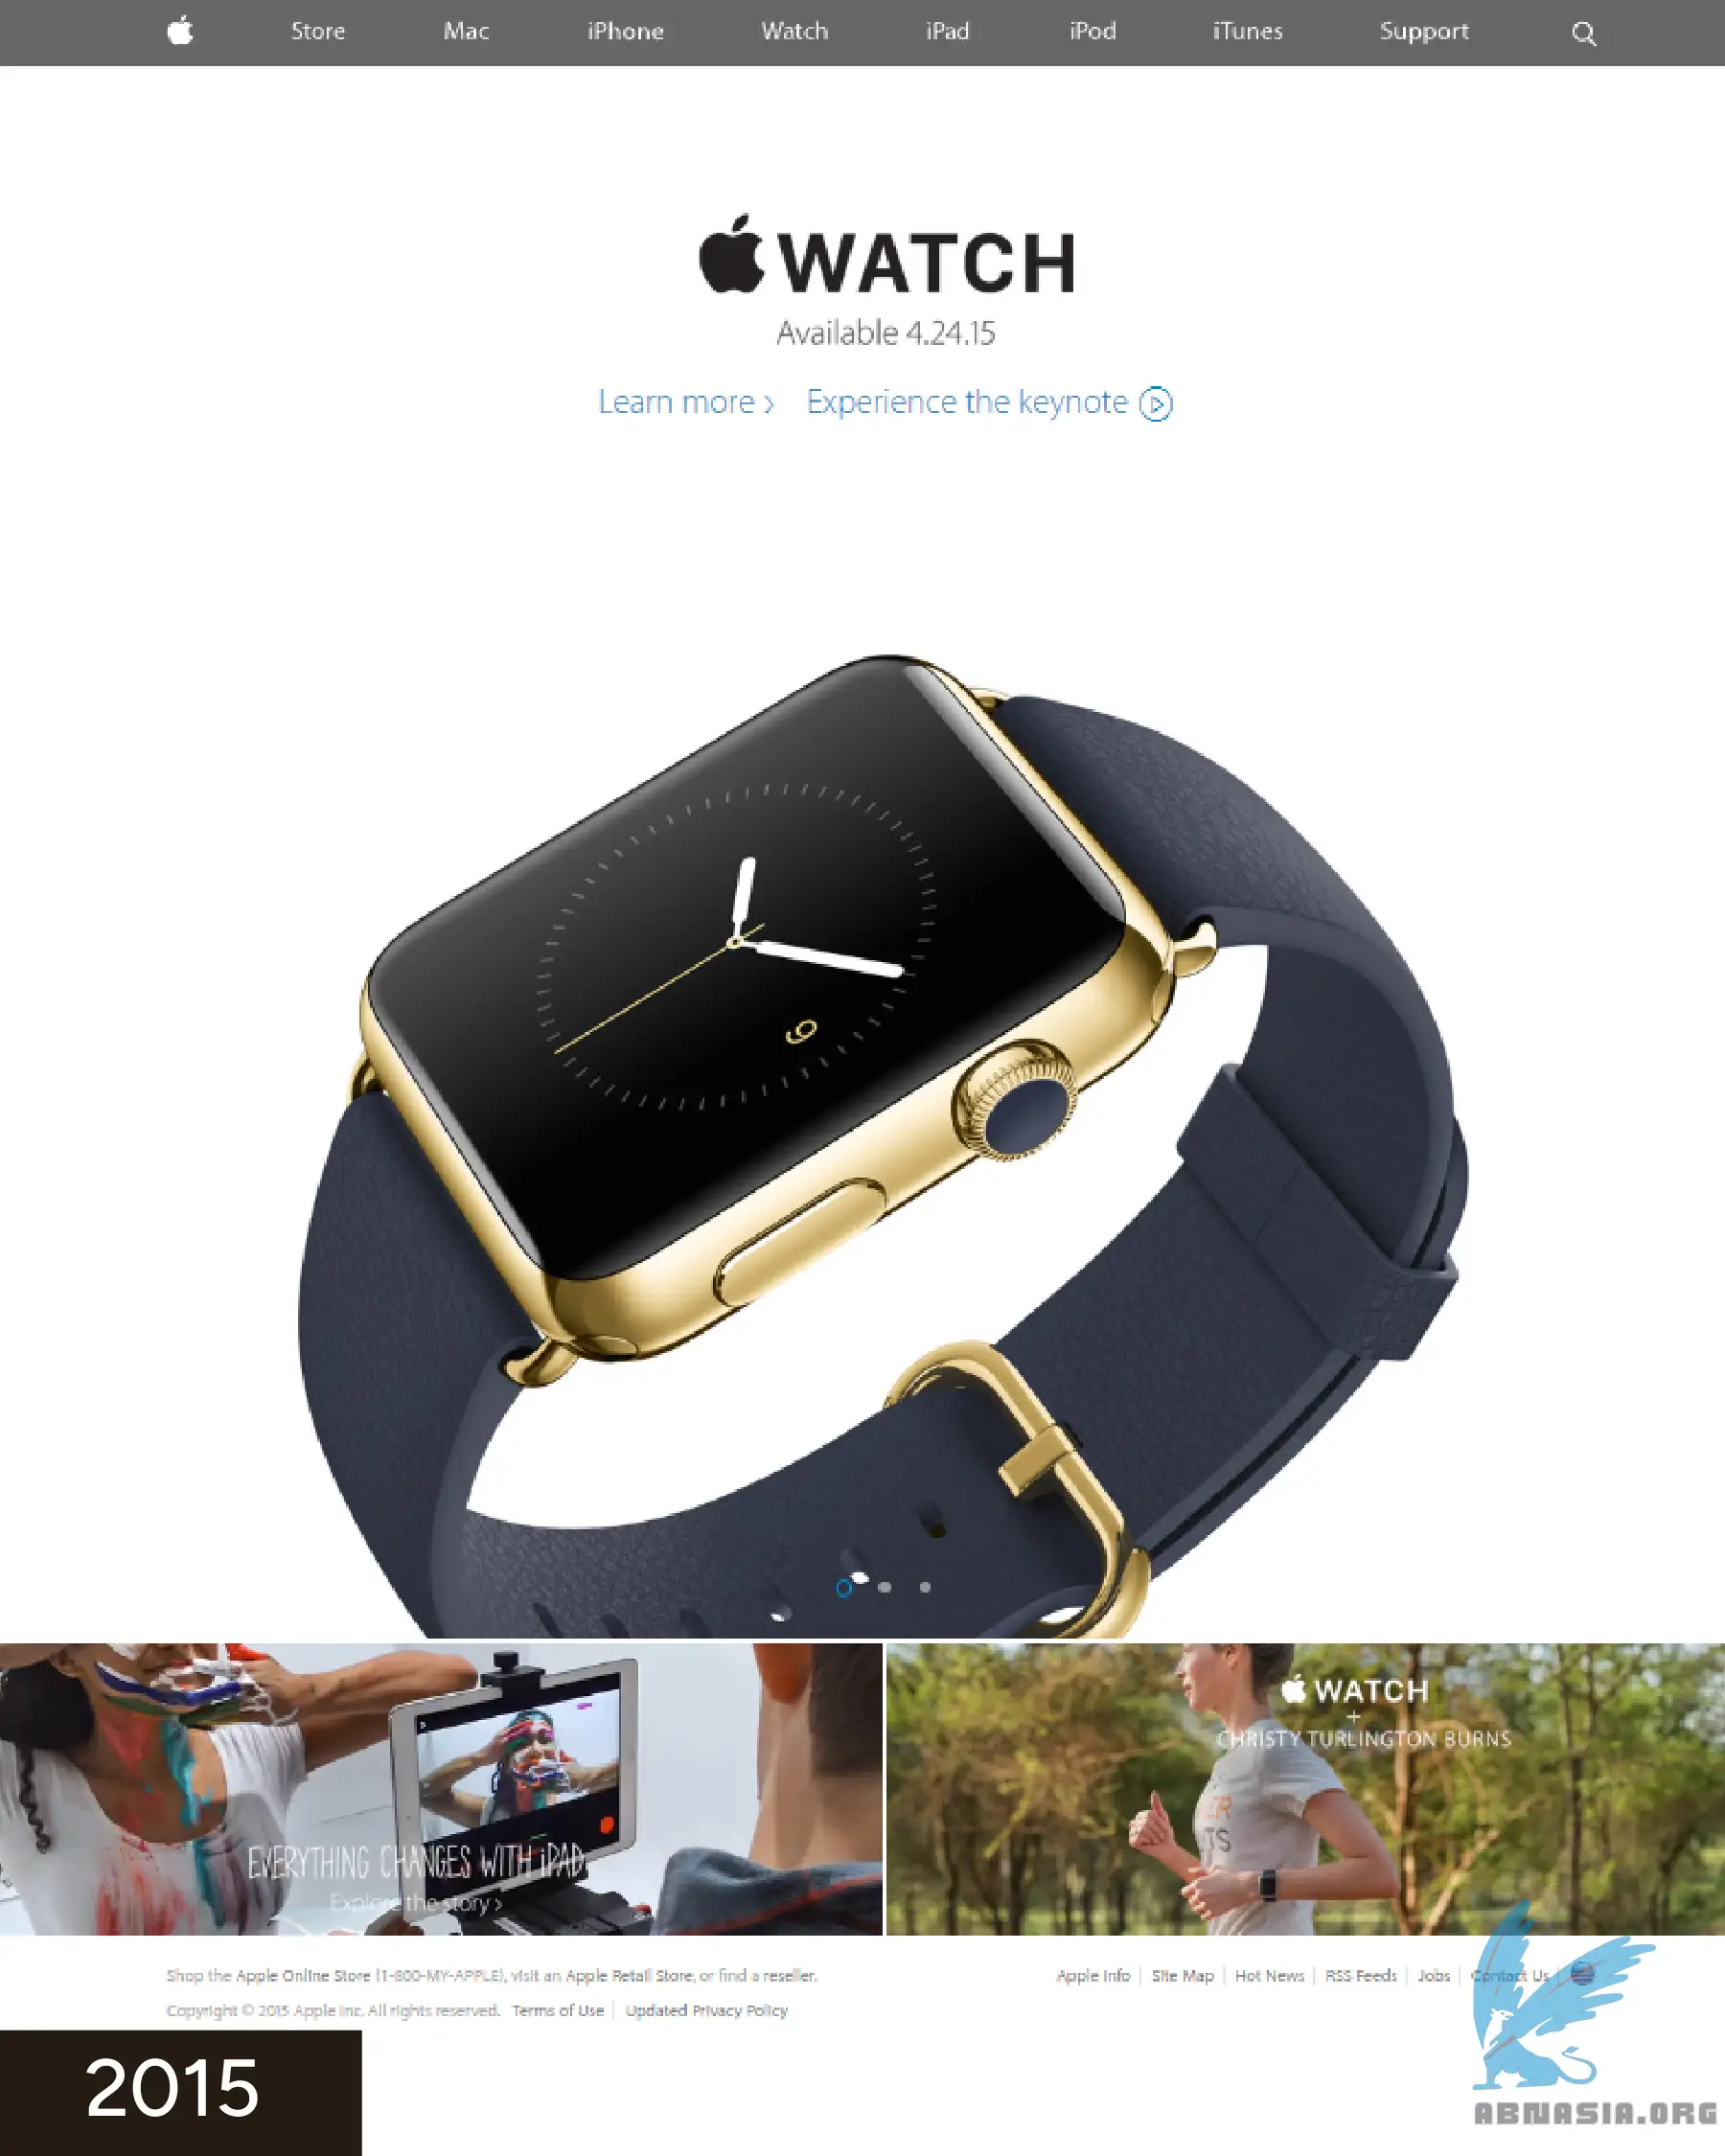 Store Mac iPhone Watch iPad iPod iTunes Support
WATCH
Available 4.24.15
Learn more › Experience the keynote
9
EVERYTHING CHANGES WITH iPAD
Explore the story ›
WATCH
+
CHRISTY TURLINGTON BURNS
Shop the Apple Online Store (1-800-MY-APPLE), visit an Apple Retail Store, or find a reseller.
Apple Info | Site Map | Hot News | RSS Feeds | Jobs | Contact Us
Copyright © 2015 Apple Inc. All rights reserved. Terms of Use | Updated Privacy Policy
2015
ABNASIA.ORG